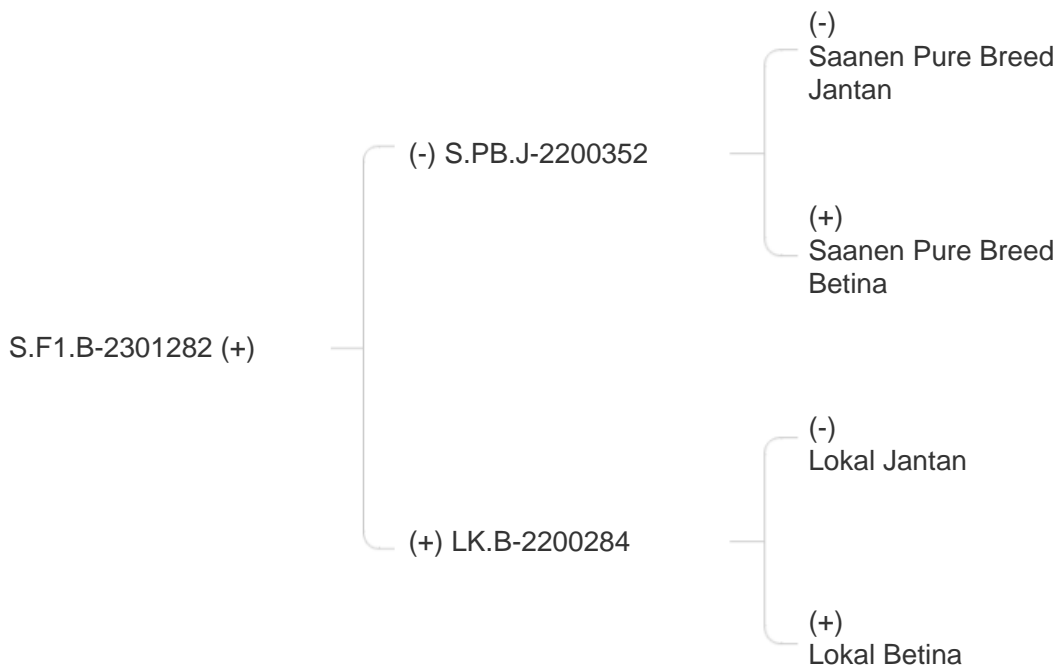 (-)
Saanen Pure Breed
Jantan
(-) S.PB.J-2200352
(+)
Saanen Pure Breed
Betina
S.F1.B-2301282 (+)
(-)
Lokal Jantan
(+) LK.B-2200284
(+)
Lokal Betina